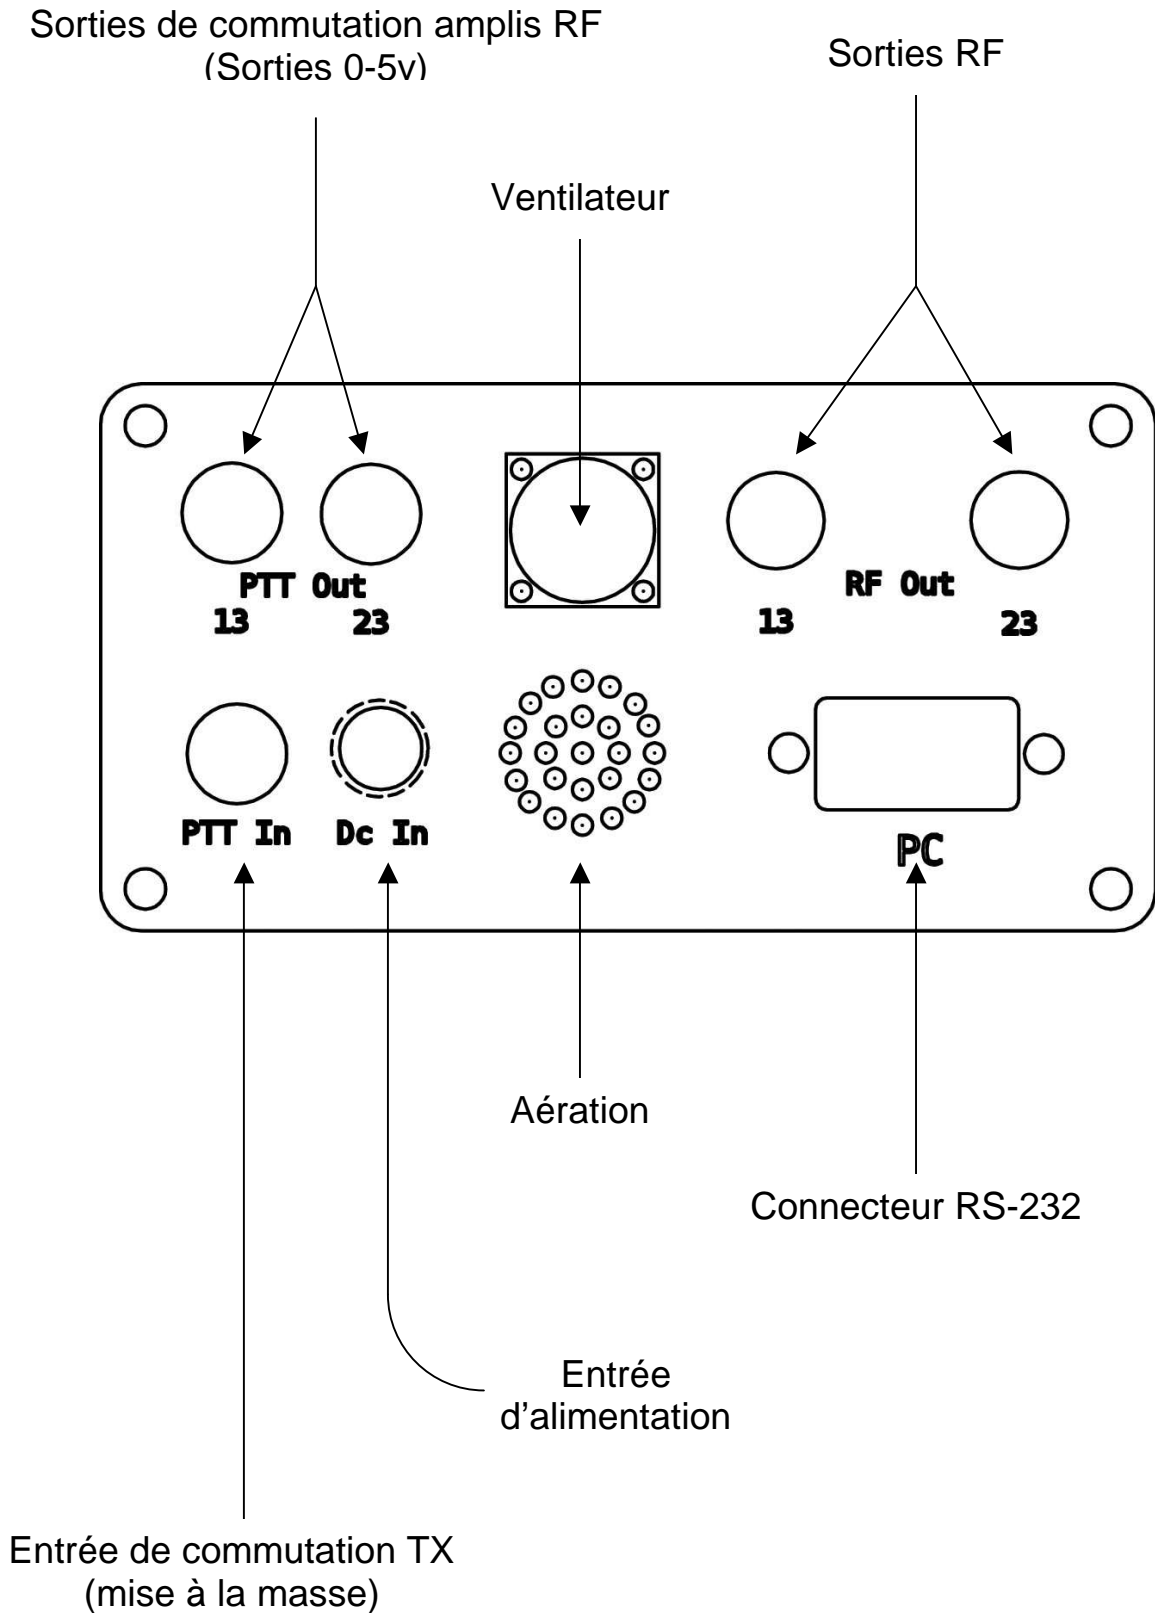 Sorties de commutation amplis RF
(Sorties 0-5v)
Sorties RF
Ventilateur
PTT Out
13 23
RF Out
13 23
PTT In
Dc In
PC
Aération
Connecteur RS-232
Entrée
d’alimentation
Entrée de commutation TX
(mise à la masse)